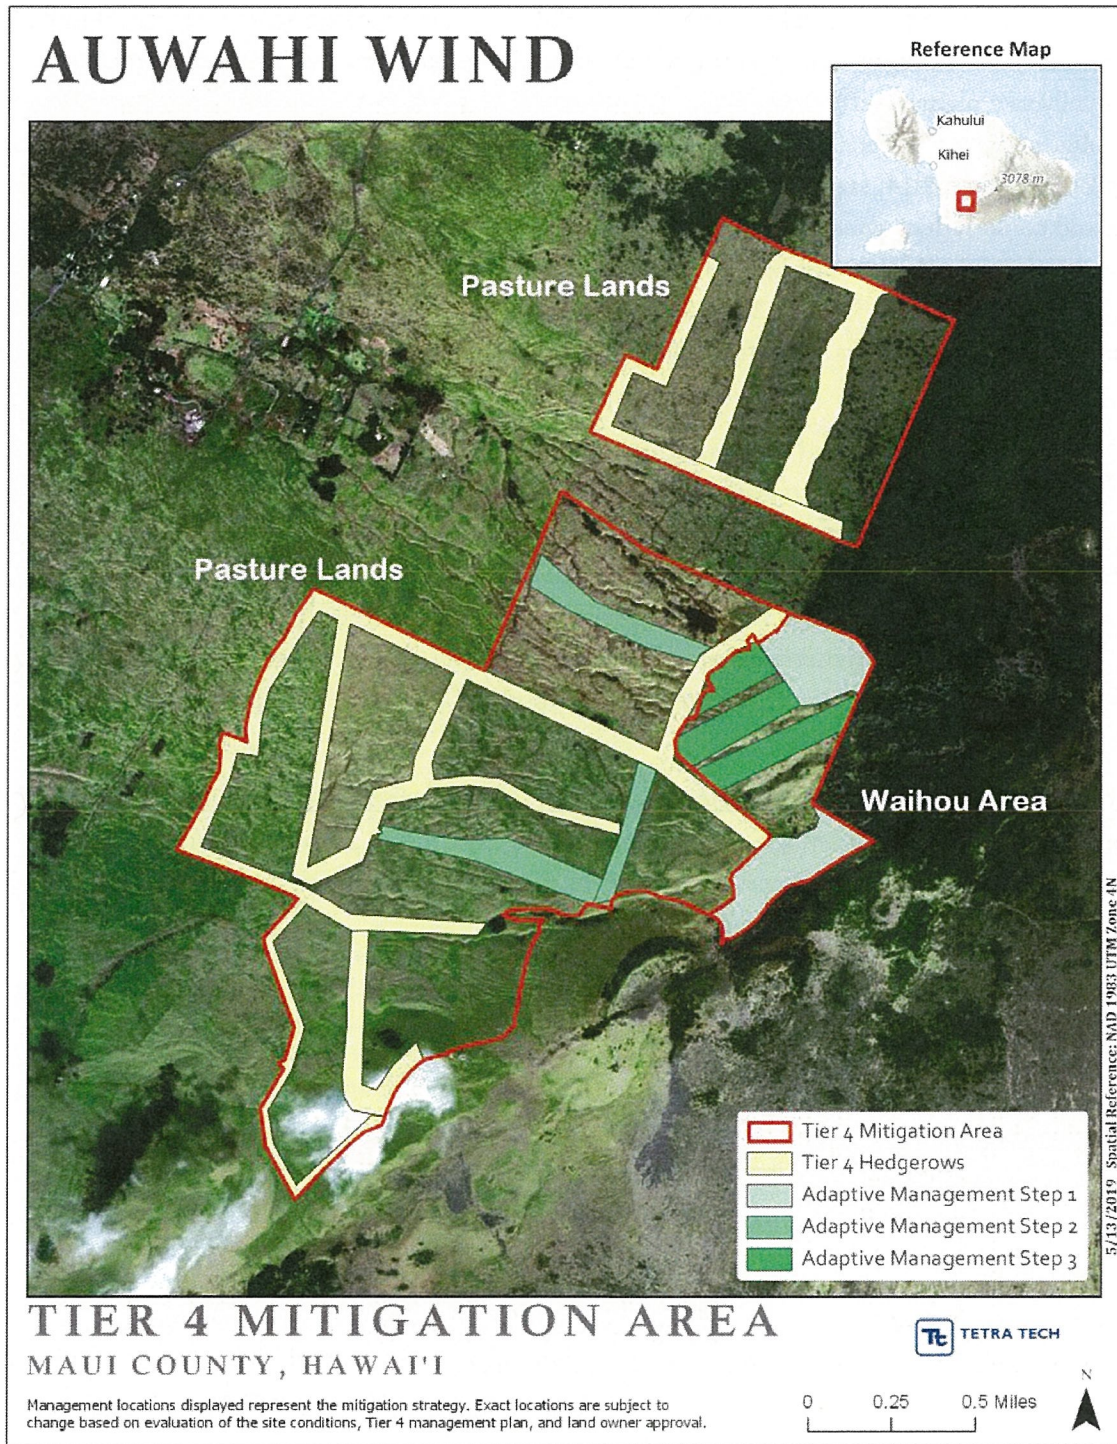 AUWAHI WIND
Reference Map
Kahului
Kihei
3078 m
Pasture Lands
Pasture Lands
Waihou Area
Tier 4 Mitigation Area
Tier 4 Hedgerows
Adaptive Management Step 1
Adaptive Management Step 2
Adaptive Management Step 3
5/13/2019 Spatial Reference: NAD 1983 UTM Zone 4N
TIER 4 MITIGATION AREA
MAUI COUNTY, HAWAI'I
Tt TETRA TECH
Management locations displayed represent the mitigation strategy. Exact locations are subject to
change based on evaluation of the site conditions, Tier 4 management plan, and land owner approval.
0 0.25 0.5 Miles
N